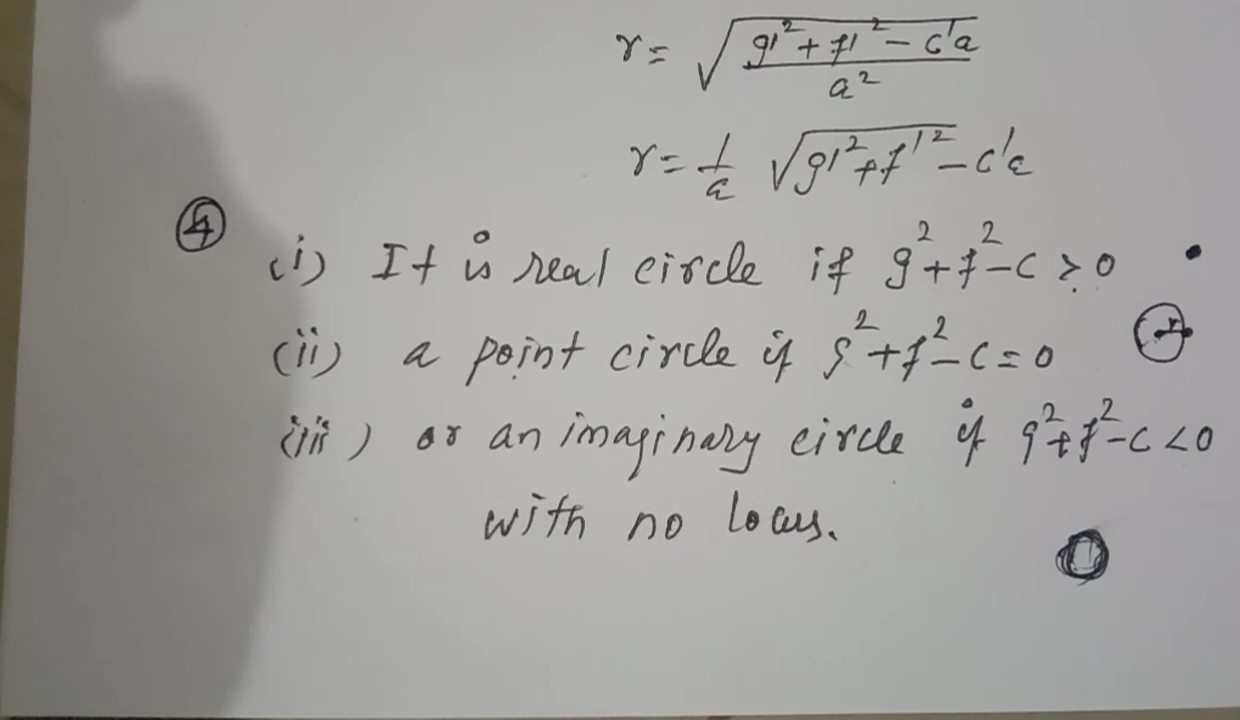 r = √((g'² + f'² - c'a)/a²)
r = 1/a √(g'² + f'² - c'a)
④
(i) It is real circle if g² + f² - c > 0
(ii) a point circle if g² + f² - c = 0
(iii) or an imaginary circle if g² + f² - c < 0
with no locus.